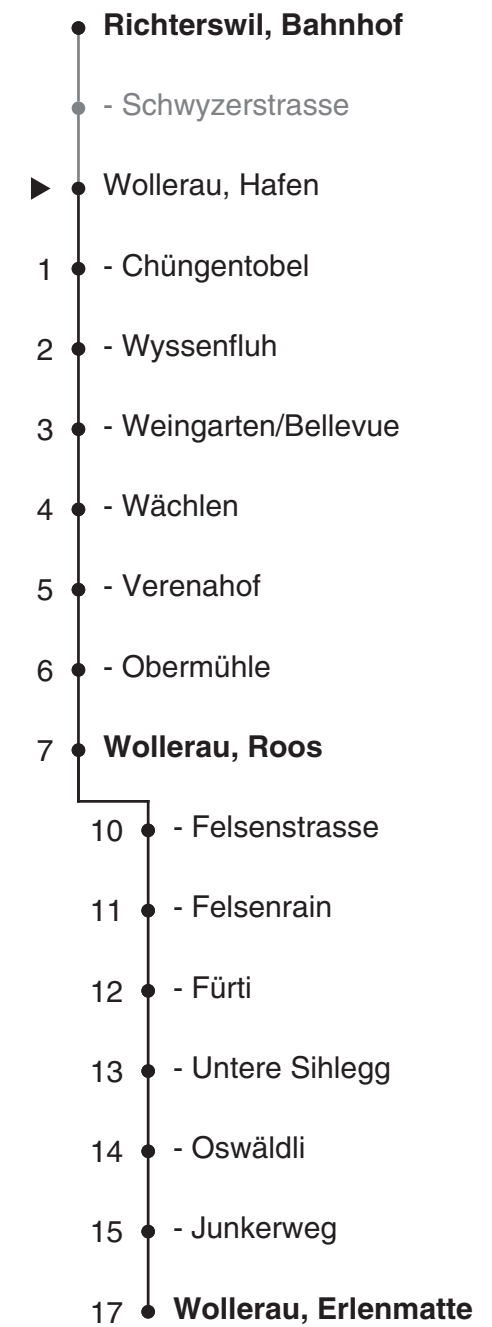 Richterswil, Bahnhof
- Schwyzerstrasse
Wollerau, Hafen
1 - Chüngentobel
2 - Wyssenfluh
3 - Weingarten/Bellevue
4 - Wächlen
5 - Verenahof
6 - Obermühle
7 Wollerau, Roos
10 - Felsenstrasse
11 - Felsenrain
12 - Fürti
13 - Untere Sihlegg
14 - Oswäldli
15 - Junkerweg
17 Wollerau, Erlenmatte